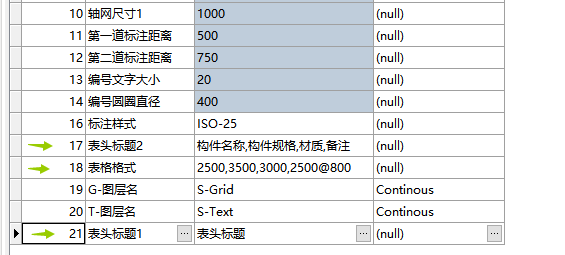 10 轴网尺寸1 1000 (null)
11 第一道标注距离 500 (null)
12 第二道标注距离 750 (null)
13 编号文字大小 20 (null)
14 编号圆圈直径 400 (null)
16 标注样式 ISO-25 (null)
17 表头标题2 构件名称,构件规格,材质,备注 (null)
18 表格格式 2500,3500,3000,2500@800 (null)
19 G-图层名 S-Grid Continous
20 T-图层名 S-Text Continous
21 表头标题1 ... 表头标题 ... (null) ...